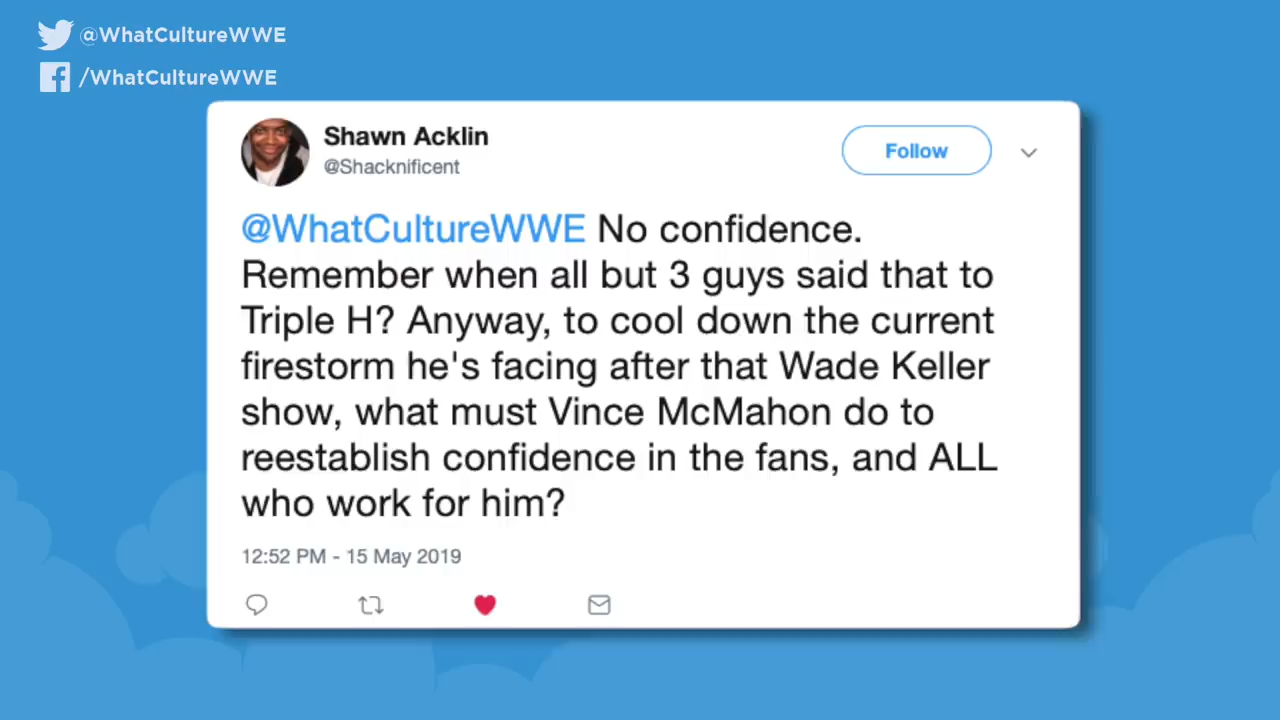 @WhatCultureWWE
/WhatCultureWWE
Shawn Acklin
@Shacknificent
Follow
@WhatCultureWWE No confidence.
Remember when all but 3 guys said that to
Triple H? Anyway, to cool down the current
firestorm he's facing after that Wade Keller
show, what must Vince McMahon do to
reestablish confidence in the fans, and ALL
who work for him?
12:52 PM - 15 May 2019